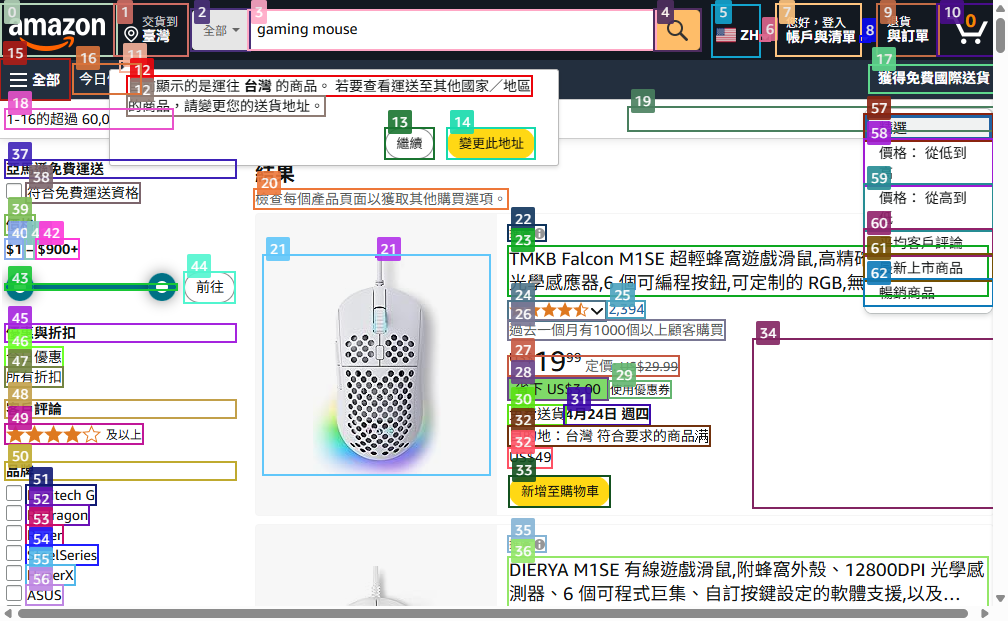 amazon
交貨到
臺灣
全部
gaming mouse
ZH
您好，登入
帳戶與清單
退貨
與訂單
0
全部
今日
獲得免費國際送貨
顯示的是運往 台灣 的商品。 若要查看運送至其他國家／地區
的商品，請變更您的送貨地址。
繼續
變更此地址
1-16的超過 60,0
價格： 從低到
價格： 從高到
均客戶評論
新上市商品
暢銷商品
亞馬遜免費運送
符合免費運送資格
$1 – $900+
前往
與折扣
優惠
所有折扣
評論
及以上
品牌
tech G
ragon
er
elSeries
erX
ASUS
結果
檢查每個產品頁面以獲取其他購買選項。
TMKB Falcon M1SE 超輕蜂窩遊戲滑鼠,高精
光學感應器,6 個可編程按鈕,可定制的 RGB,無
2,394
過去一個月有1000個以上顧客購買
19 99 定價: US$29.99
下 US$3.00 使用優惠券
送貨 4月24日 週四
地：台灣 符合要求的商品满
US$49
新增至購物車
DIERYA M1SE 有線遊戲滑鼠,附蜂窩外殼、12800DPI 光學感
測器、6 個可程式巨集、自訂按鍵設定的軟體支援,以及...